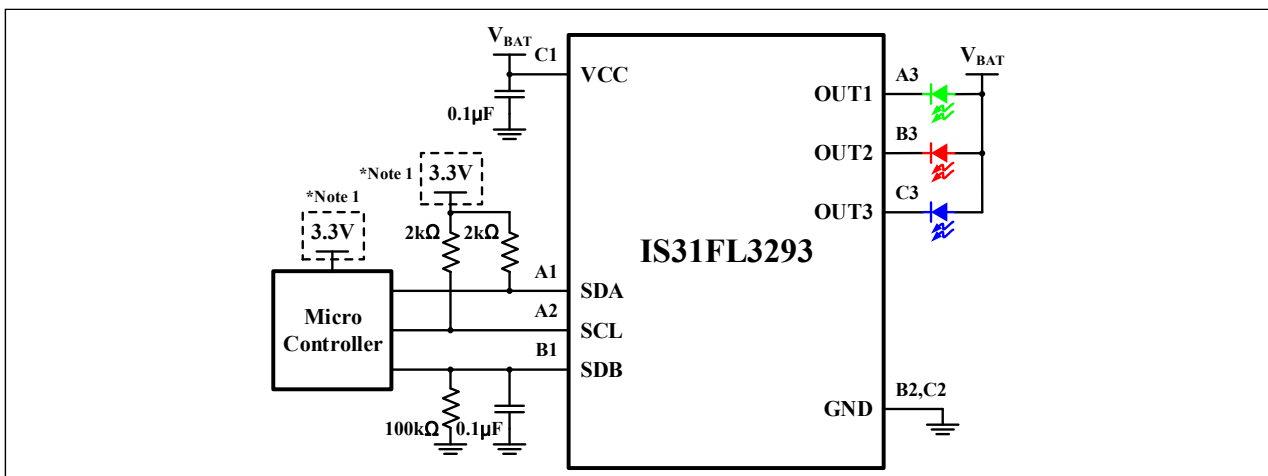 VBAT
C1
VCC
0.1µF
*Note 1
3.3V
*Note 1
3.3V
2kΩ
2kΩ
Micro
Controller
A1
SDA
A2
SCL
B1
SDB
100kΩ
0.1µF
IS31FL3293
VBAT
A3
OUT1
B3
OUT2
C3
OUT3
B2,C2
GND